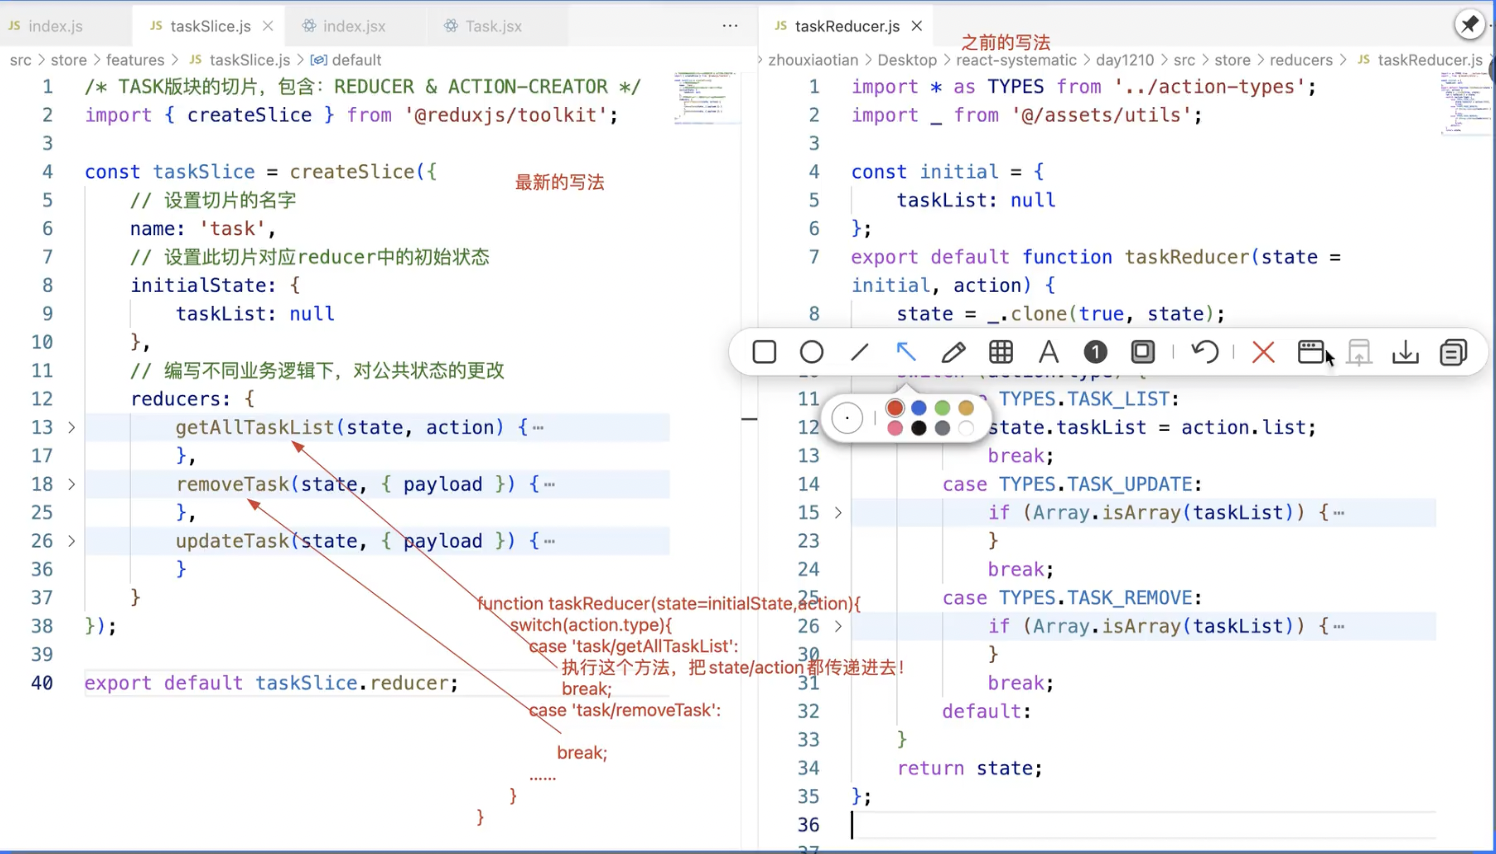 index.js
taskSlice.js
index.jsx
Task.jsx
src > store > features > JS taskSlice.js > default
1 /* TASK版块的切片，包含：REDUCER & ACTION-CREATOR */
2 import { createSlice } from '@reduxjs/toolkit';
3
4 const taskSlice = createSlice({
最新的写法
5 // 设置切片的名字
6 name: 'task',
7 // 设置此切片对应reducer中的初始状态
8 initialState: {
9 taskList: null
10 },
11 // 编写不同业务逻辑下，对公共状态的更改
12 reducers: {
13 getAllTaskList(state, action) {…
17 },
18 removeTask(state, { payload }) {…
25 },
26 updateTask(state, { payload }) {…
36 }
37 }
38 });
39
40 export default taskSlice.reducer;
function taskReducer(state=initialState,action){
switch(action.type){
case 'task/getAllTaskList':
执行这个方法，把state/action都传递进去！
break;
case 'task/removeTask':
break;
……
}
}
JS taskReducer.js
之前的写法
zhouxiaotian > Desktop > react-systematic > day1210 > src > store > reducers > JS taskReducer.js
1 import * as TYPES from '../action-types';
2 import _ from '@/assets/utils';
3
4 const initial = {
5 taskList: null
6 };
7 export default function taskReducer(state =
initial, action) {
8 state = _.clone(true, state);
11 TYPES.TASK_LIST:
12 state.taskList = action.list;
13 break;
14 case TYPES.TASK_UPDATE:
15 if (Array.isArray(taskList)) {…
23 }
24 break;
25 case TYPES.TASK_REMOVE:
26 if (Array.isArray(taskList)) {…
30 }
31 break;
32 default:
33 }
34 return state;
35 };
36
37